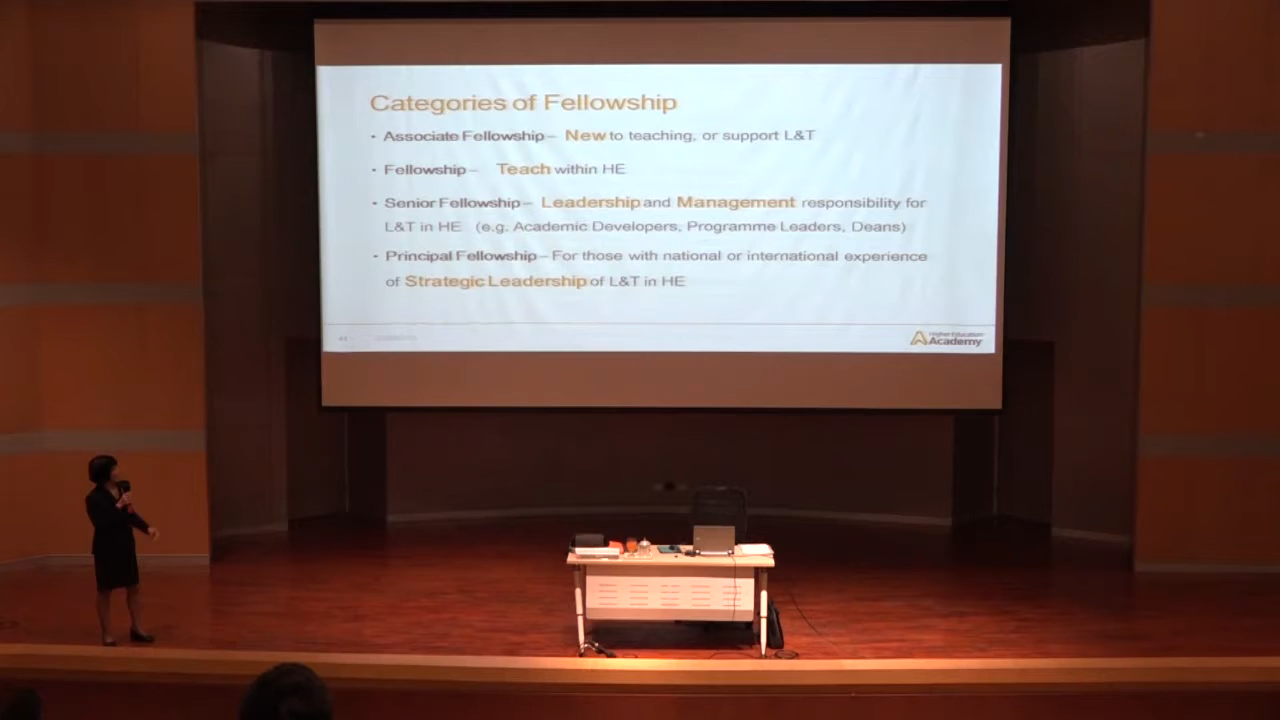 Categories of Fellowship
• Associate Fellowship – New to teaching, or support L&T
• Fellowship – Teach within HE
• Senior Fellowship – Leadership and Management responsibility for
L&T in HE (e.g. Academic Developers, Programme Leaders, Deans)
• Principal Fellowship – For those with national or international experience
of Strategic Leadership of L&T in HE
Higher Education
Academy